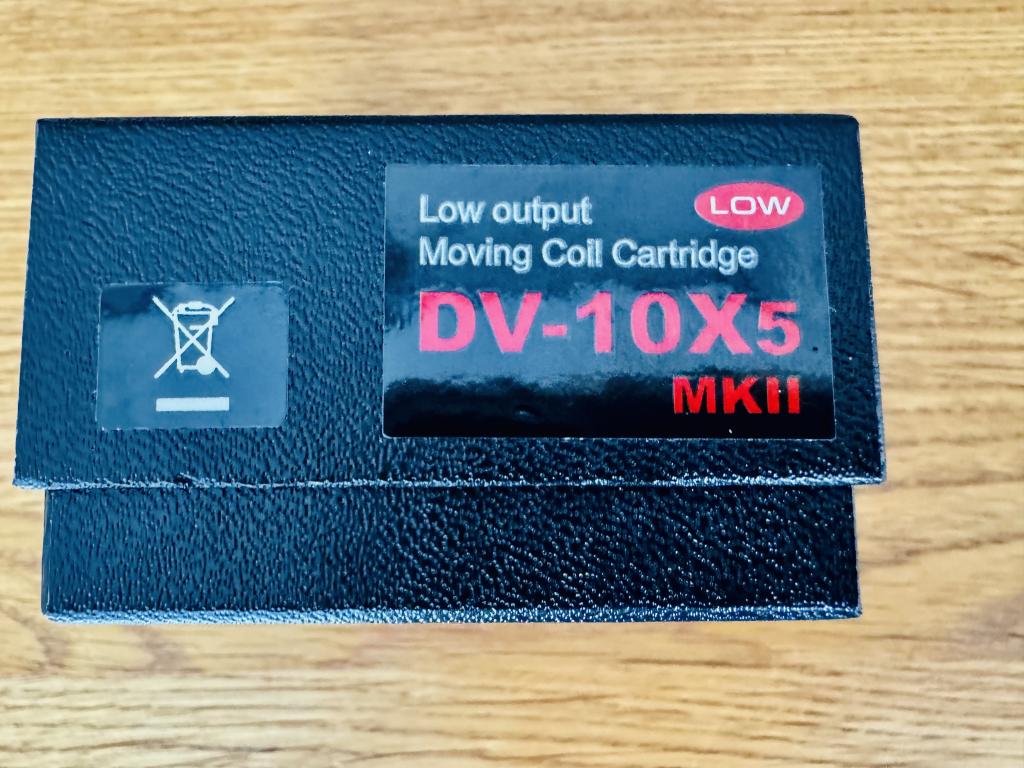 Low output
LOW
Moving Coil Cartridge
DV-10X5
MKII